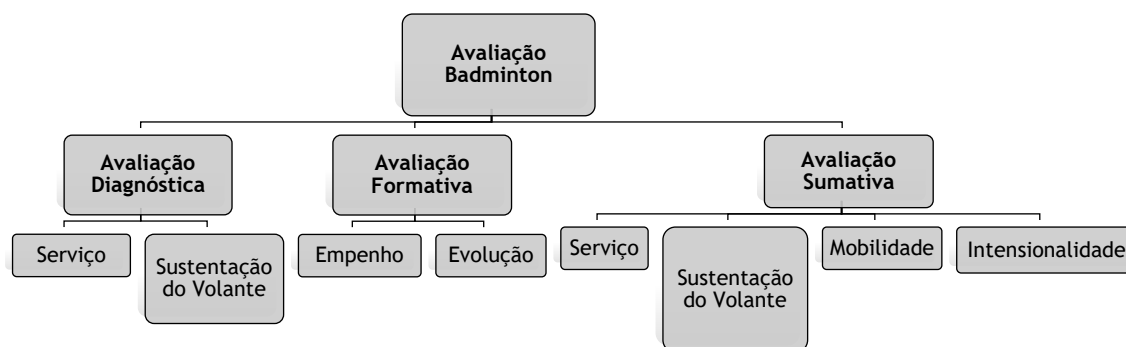 Avaliação
Badminton
Avaliação
Diagnóstica
Avaliação
Formativa
Avaliação
Sumativa
Serviço
Sustentação
do Volante
Empenho
Evolução
Serviço
Sustentação
do Volante
Mobilidade
Intensionalidade